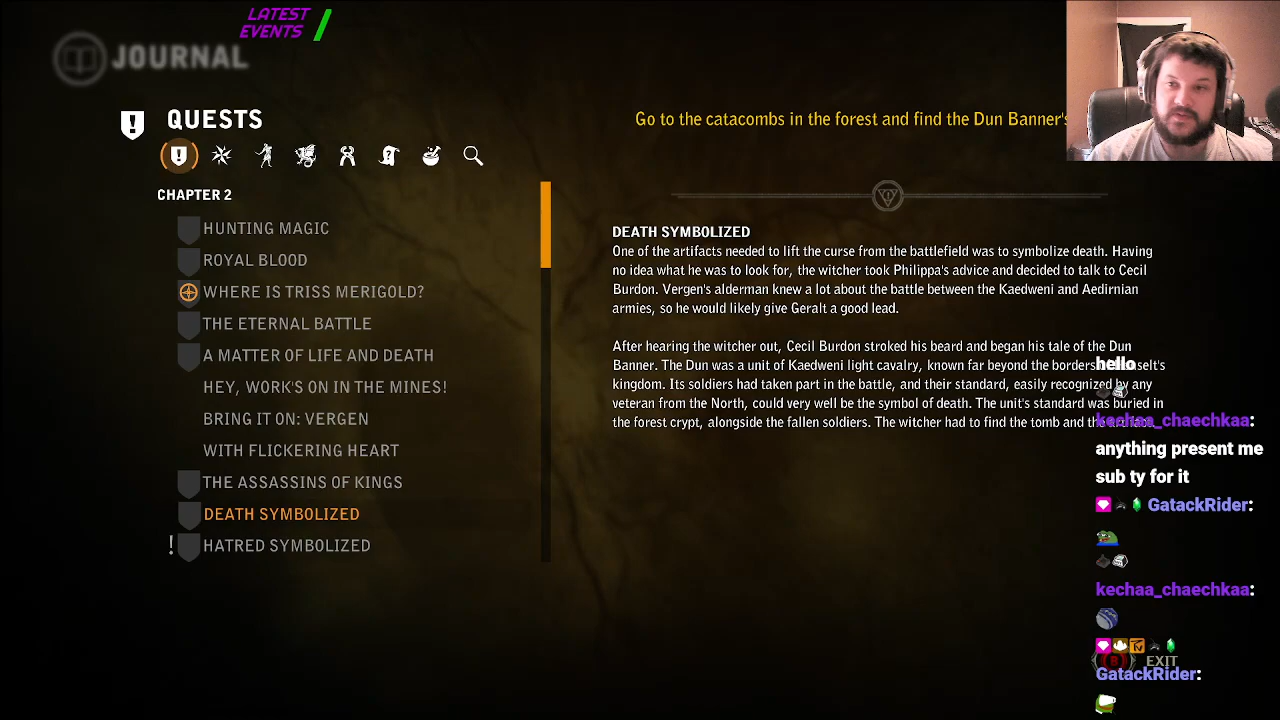 LATEST
EVENTS
JOURNAL
QUESTS
Go to the catacombs in the forest and find the Dun Banner's
CHAPTER 2
HUNTING MAGIC
ROYAL BLOOD
WHERE IS TRISS MERIGOLD?
THE ETERNAL BATTLE
A MATTER OF LIFE AND DEATH
HEY, WORK'S ON IN THE MINES!
BRING IT ON: VERGEN
WITH FLICKERING HEART
THE ASSASSINS OF KINGS
DEATH SYMBOLIZED
! HATRED SYMBOLIZED
DEATH SYMBOLIZED
One of the artifacts needed to lift the curse from the battlefield was to symbolize death. Having
no idea what he was to look for, the witcher took Philippa's advice and decided to talk to Cecil
Burdon. Vergen's alderman knew a lot about the battle between the Kaedweni and Aedirnian
armies, so he would likely give Geralt a good lead.
After hearing the witcher out, Cecil Burdon stroked his beard and began his tale of the Dun
Banner. The Dun was a unit of Kaedweni light cavalry, known far beyond the borders
kingdom. Its soldiers had taken part in the battle, and their standard, easily recognized by any
veteran from the North, could very well be the symbol of death. The unit's standard was buried in
the forest crypt, alongside the fallen soldiers. The witcher had to find the tomb and the
hello
kechaa_chaechkaa:
anything present me
sub ty for it
GatackRider:
kechaa_chaechkaa:
B EXIT
GatackRider: